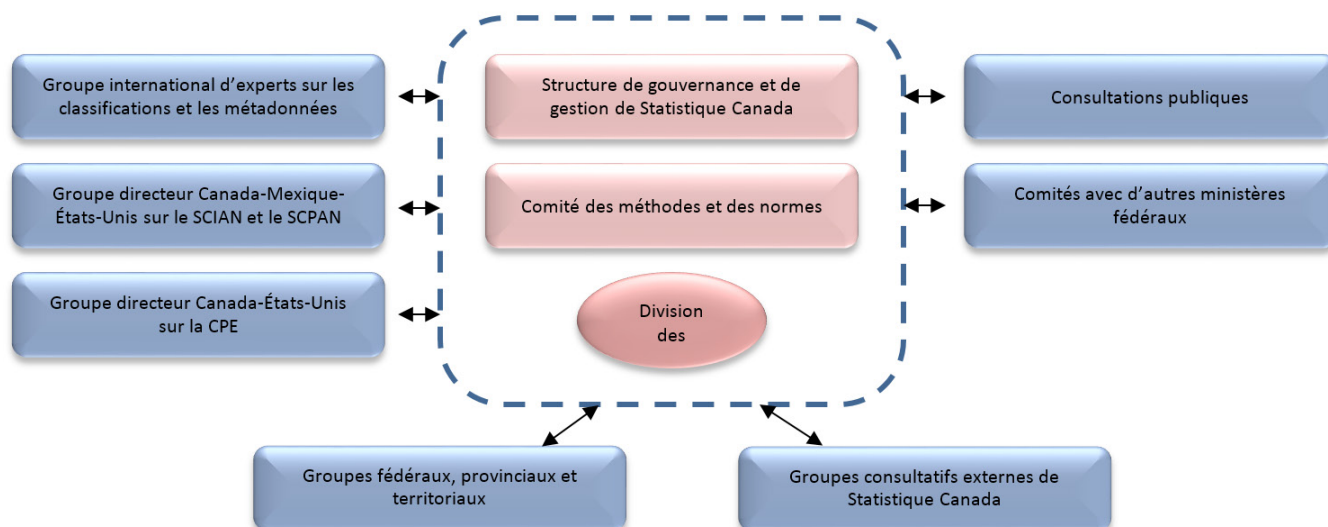 Groupe international d’experts sur les
classifications et les métadonnées
Groupe directeur Canada-Mexique-
États-Unis sur le SCIAN et le SCPAN
Groupe directeur Canada-États-Unis
sur la CPE
Structure de gouvernance et de
gestion de Statistique Canada
Comité des méthodes et des normes
Division
des
Consultations publiques
Comités avec d’autres ministères
fédéraux
Groupes fédéraux, provinciaux et
territoriaux
Groupes consultatifs externes de
Statistique Canada